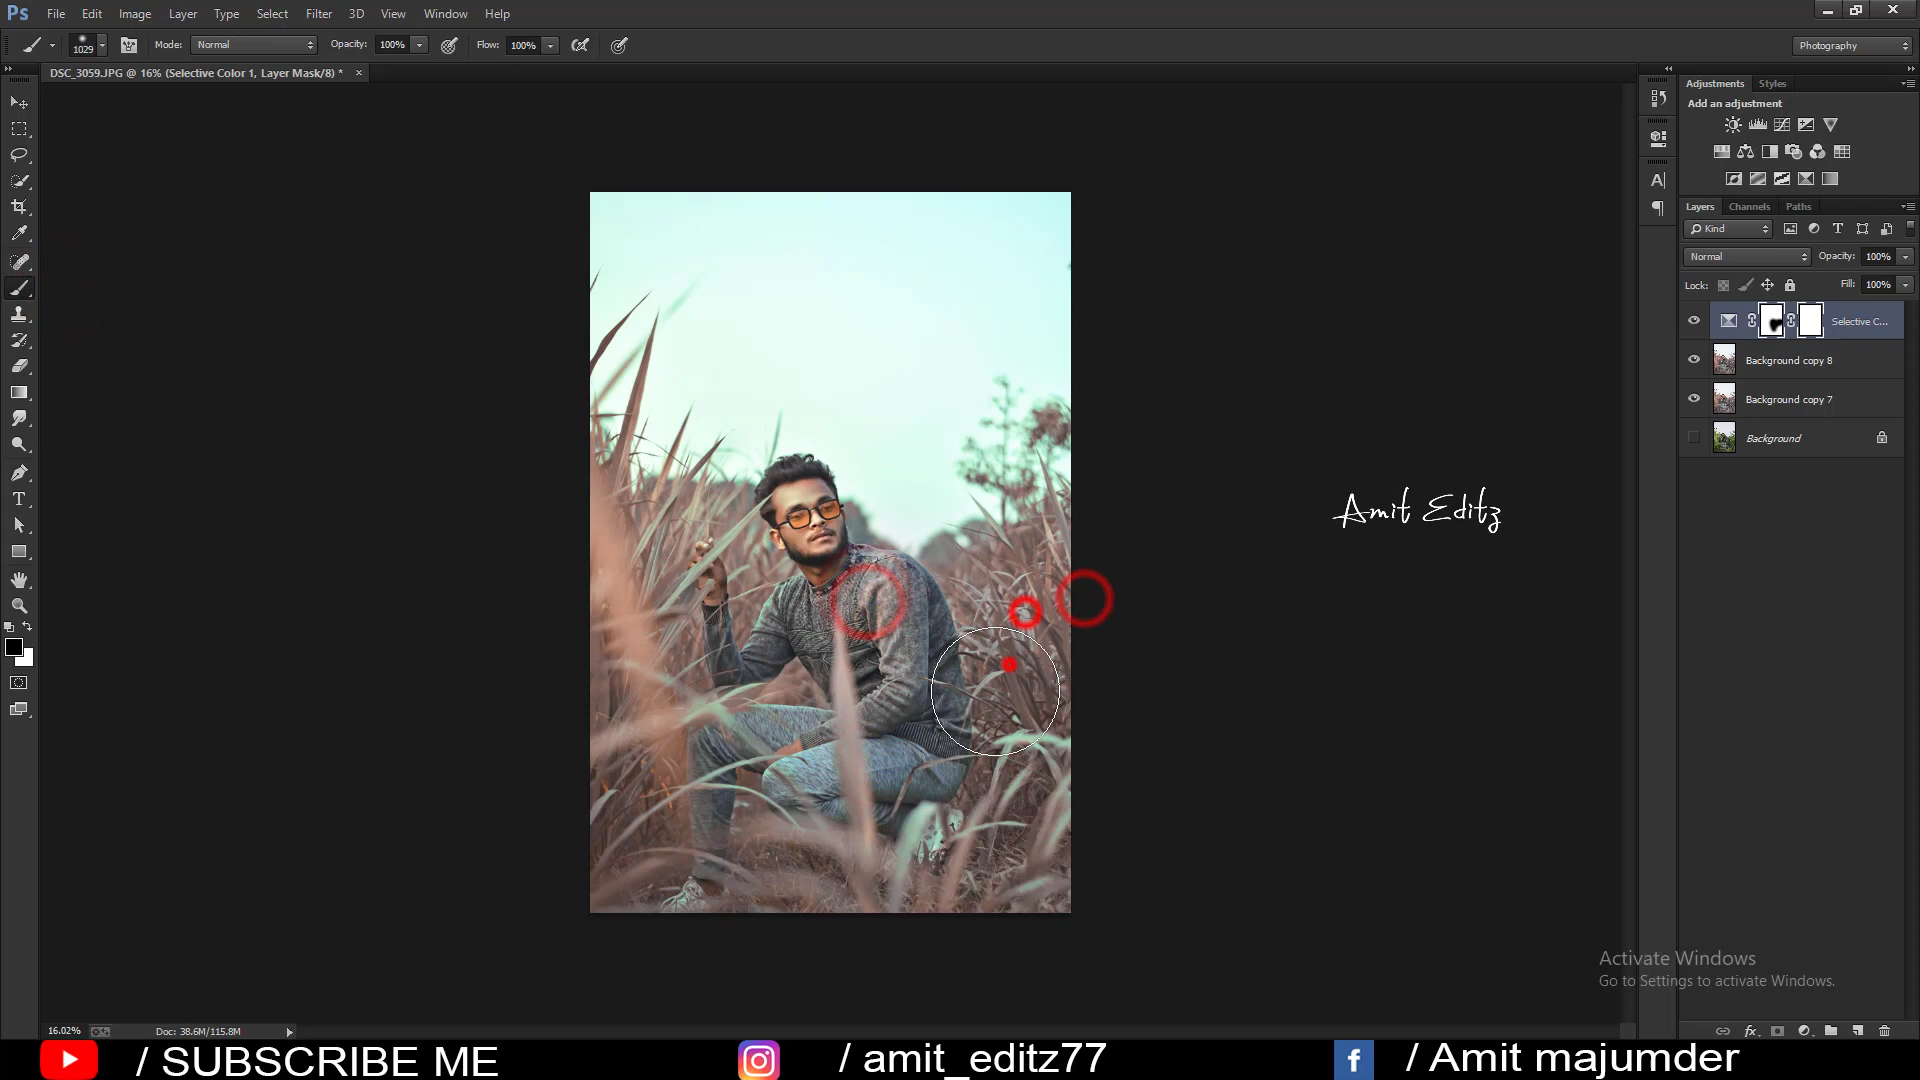 Ps File Edit Image Layer Type Select Filter 3D View Window Help
1029 Mode: Normal Opacity: 100% Flow: 100% Photography
DSC_3059.JPG @ 16% (Selective Color 1, Layer Mask/8) * ×
Adjustments Styles
Add an adjustment
Layers Channels Paths
Kind
Normal Opacity: 100%
Lock: Fill: 100%
Selective C...
Background copy 8
Background copy 7
Background
Amit Editz
Activate Windows
Go to Settings to activate Windows.
16.02% Doc: 38.6M/115.8M
/ SUBSCRIBE ME / amit_editz77 / Amit majumder